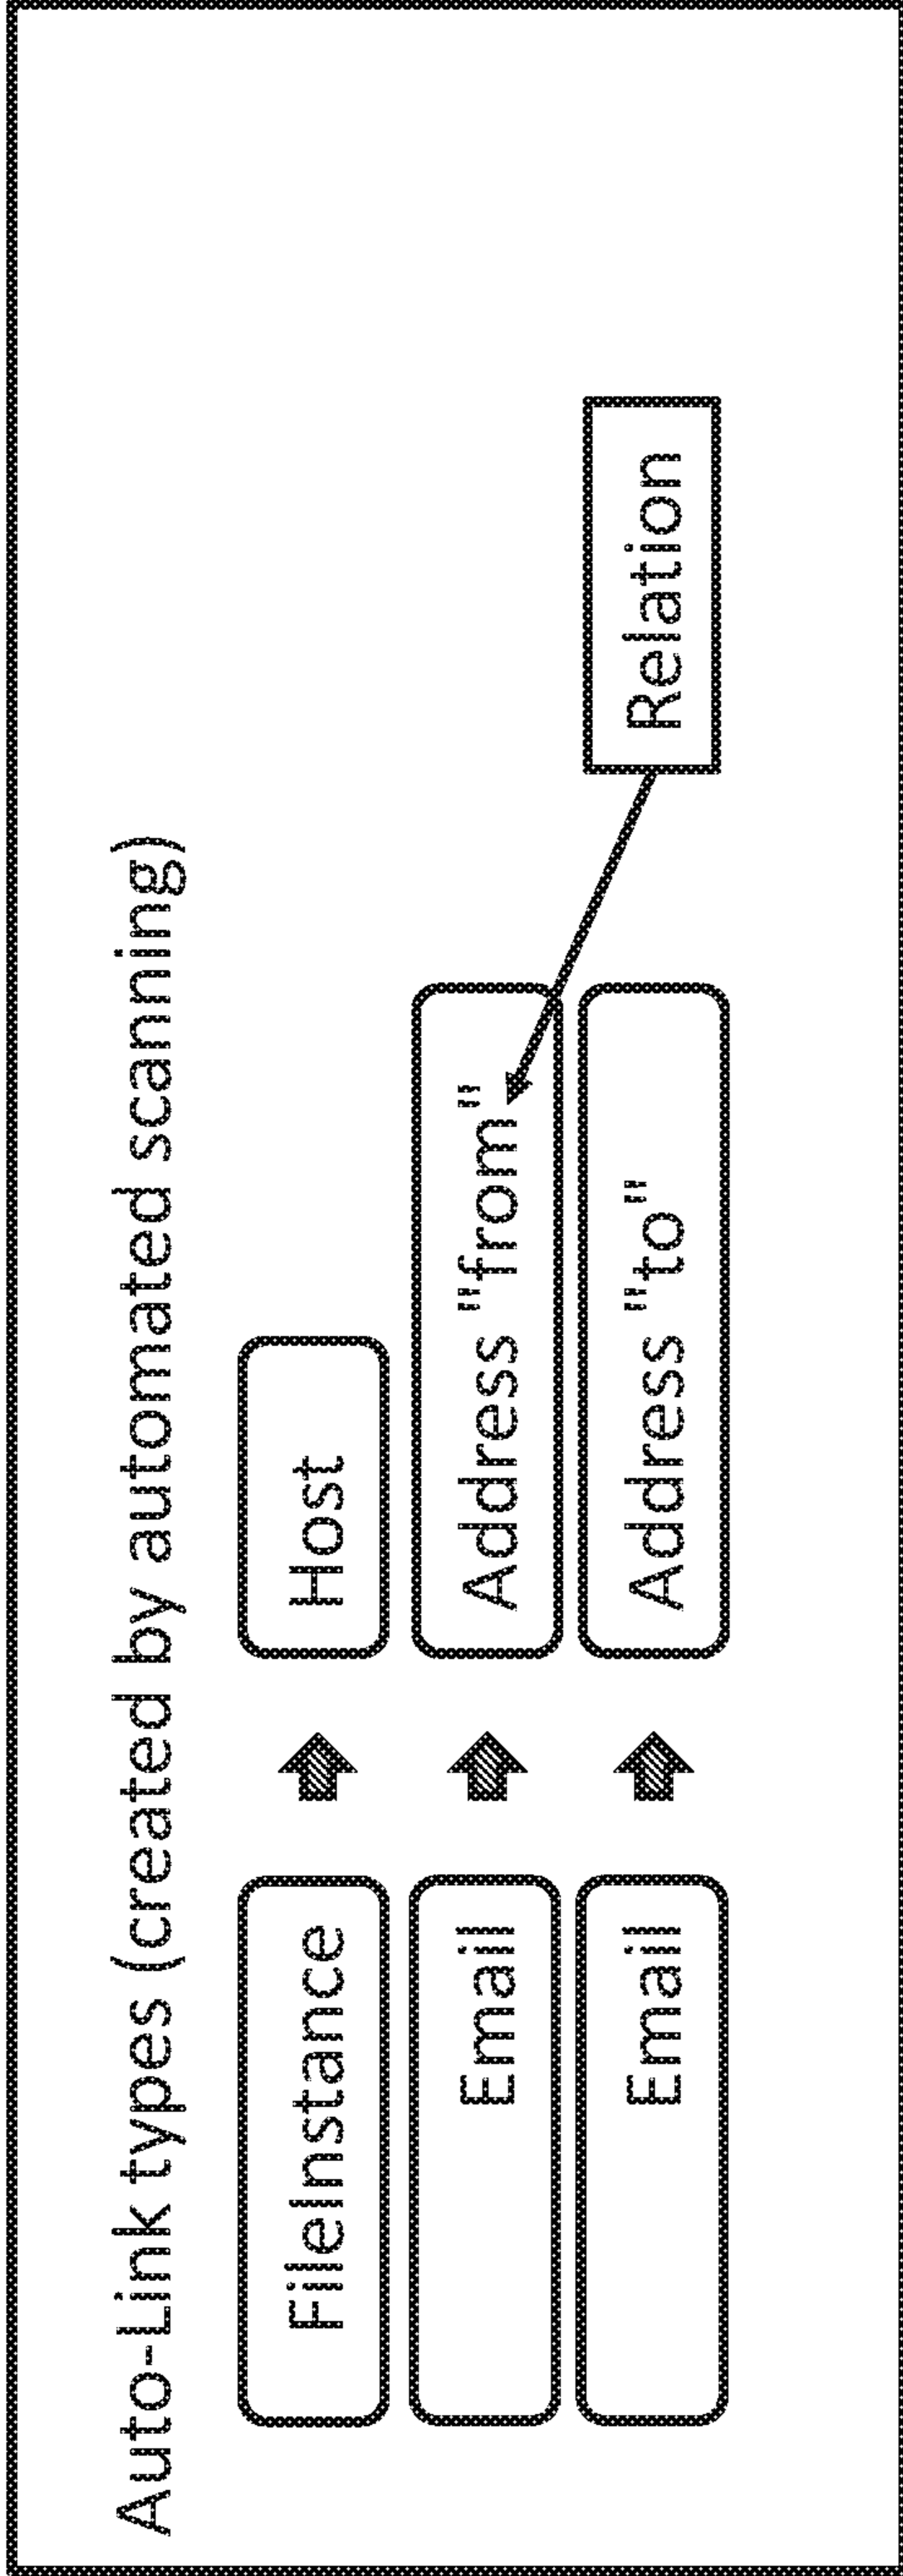 Auto-Link types (created by automated scanning)
FileInstance
Host
Email
Address "from"
Email
Address "to"
Relation